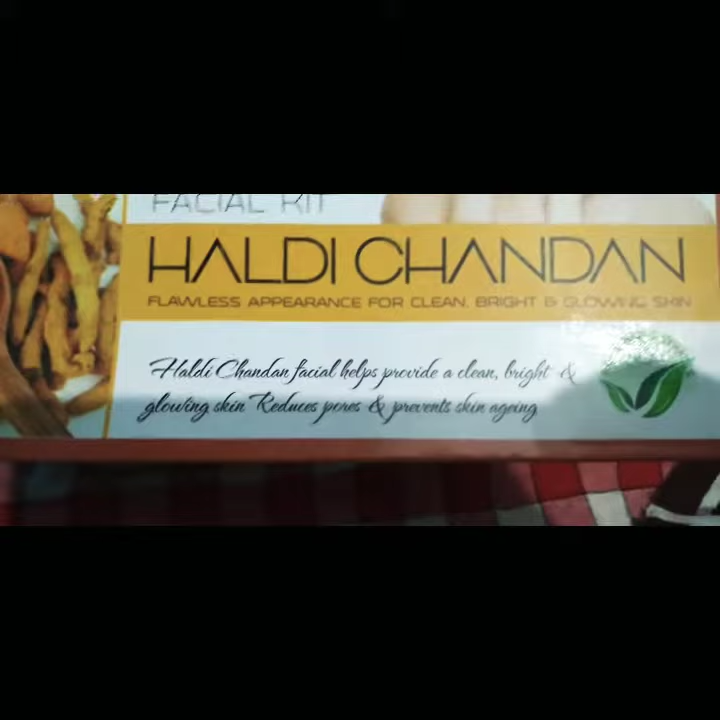 FACIAL KIT
HALDI CHANDAN
FLAWLESS APPEARANCE FOR CLEAN, BRIGHT & GLOWING SKIN
Haldi Chandan facial helps provide a clean, bright &
glowing skin Reduces pores & prevents skin ageing